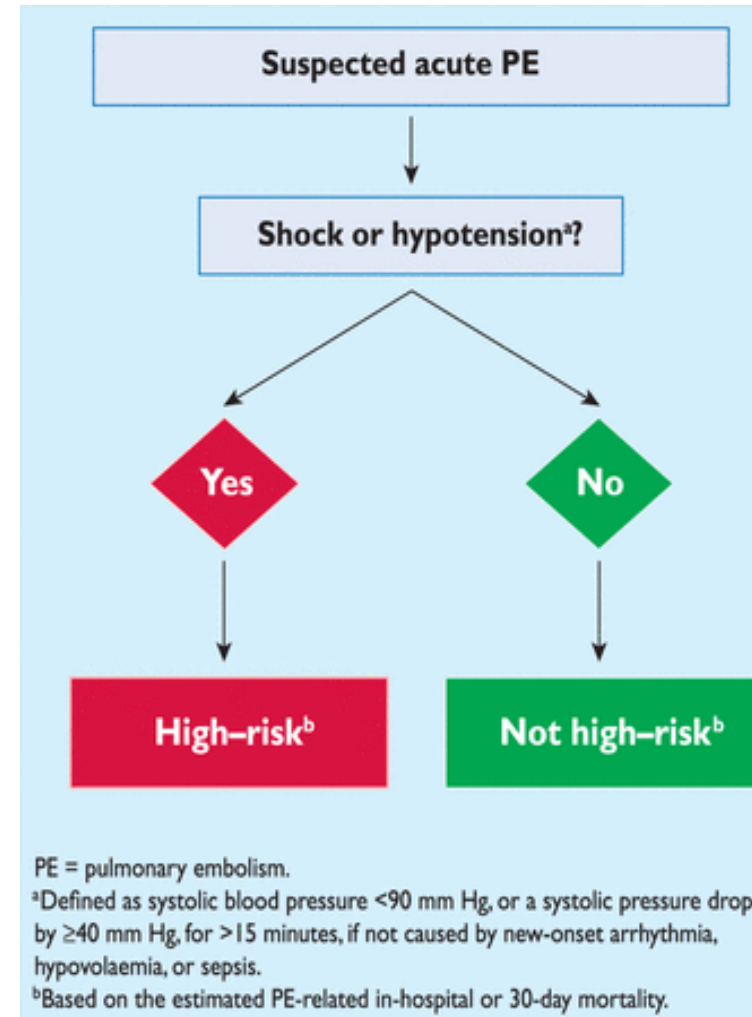 Suspected acute PE
Shock or hypotensionᵃ?
Yes
No
High–riskᵇ
Not high–riskᵇ
PE = pulmonary embolism.
ᵃDefined as systolic blood pressure <90 mm Hg, or a systolic pressure drop
by ≥40 mm Hg, for >15 minutes, if not caused by new-onset arrhythmia,
hypovolaemia, or sepsis.
ᵇBased on the estimated PE-related in-hospital or 30-day mortality.